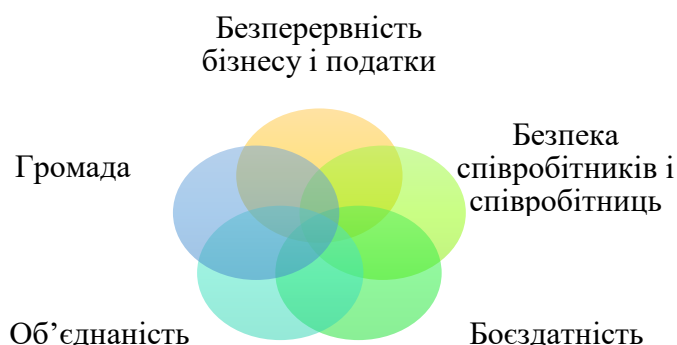 Безперервність
бізнесу і податки
Громада
Безпека
співробітників і
співробітниць
Об’єднаність
Боєздатність